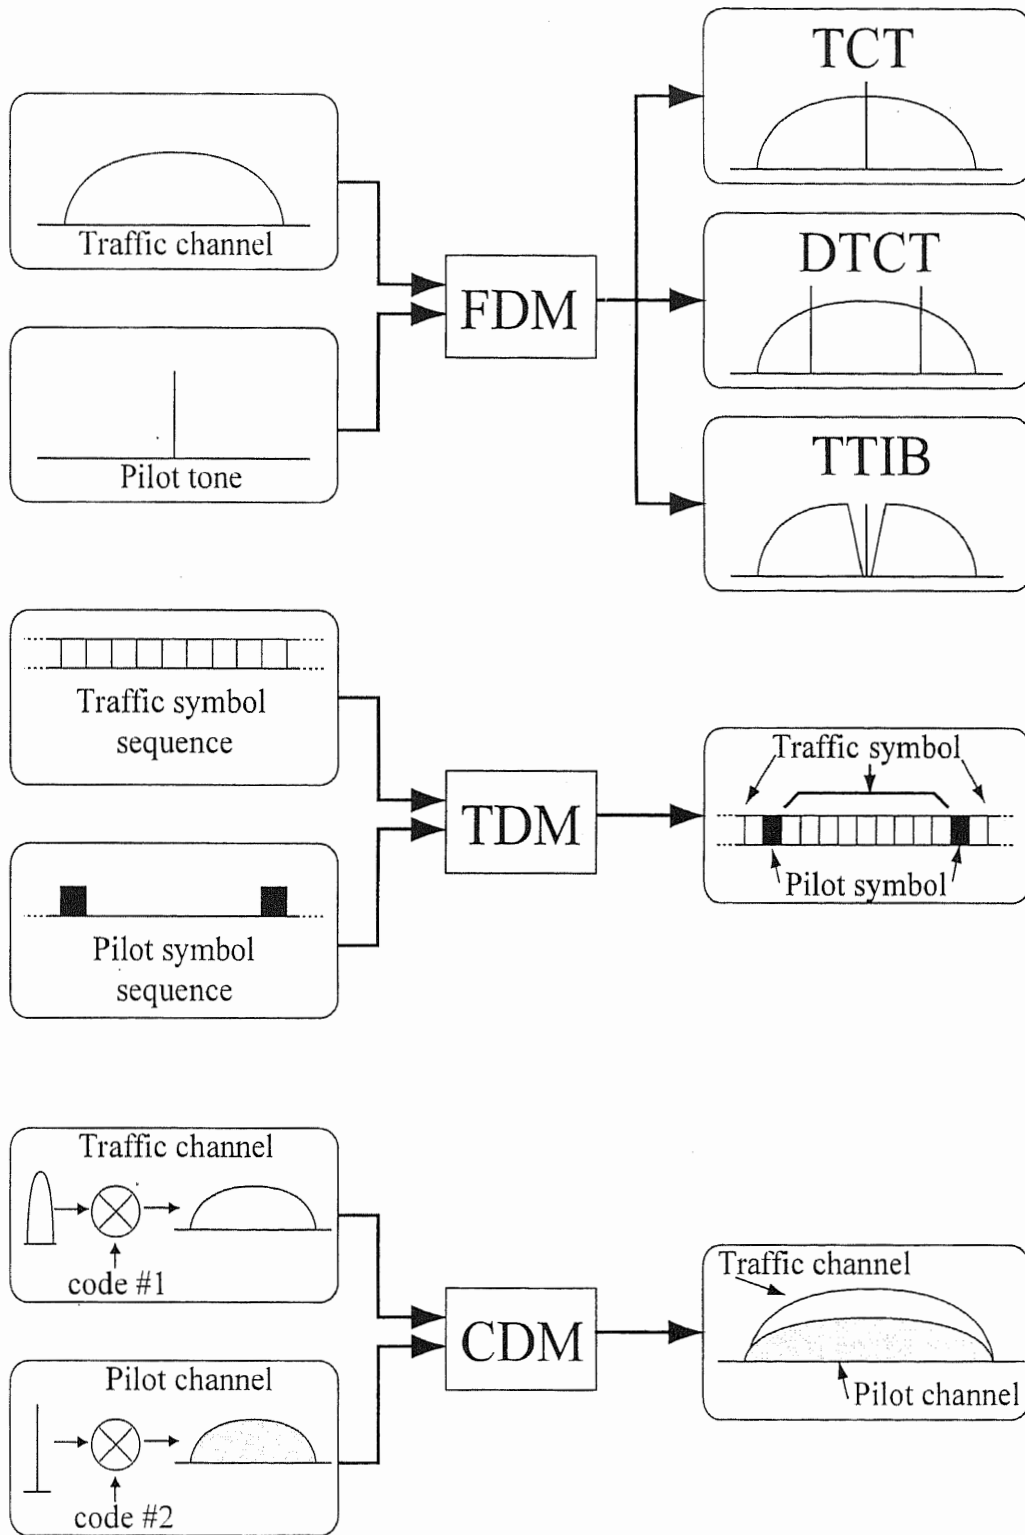 TCT
Traffic channel
DTCT
FDM
Pilot tone
TTIB
Traffic symbol
sequence
Traffic symbol
TDM
Pilot symbol
Pilot symbol
sequence
Traffic channel
code #1
Traffic channel
CDM
Pilot channel
Pilot channel
code #2